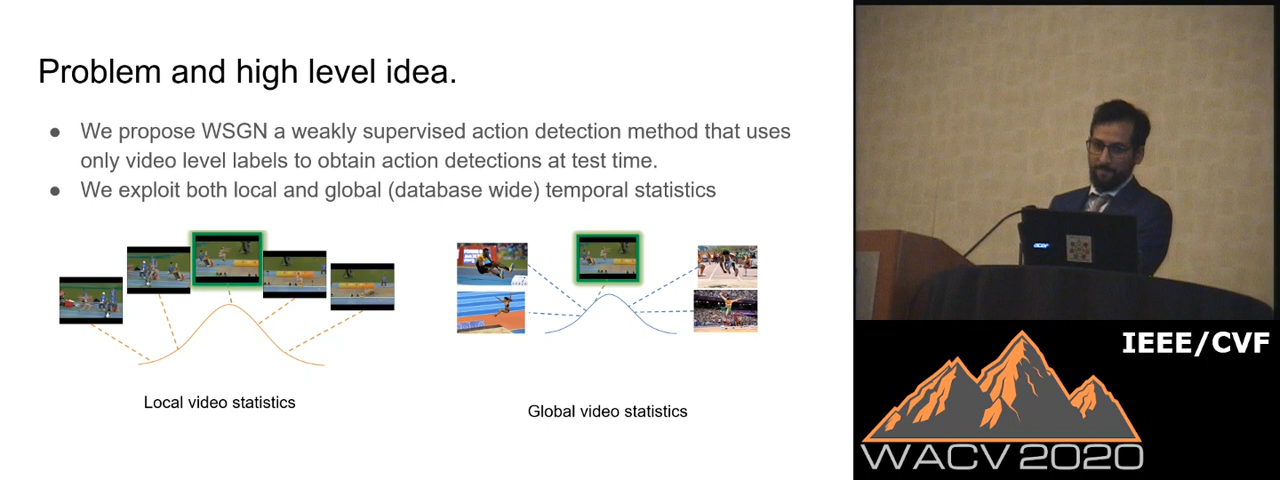 Problem and high level idea.
● We propose WSGN a weakly supervised action detection method that uses
only video level labels to obtain action detections at test time.
● We exploit both local and global (database wide) temporal statistics
Local video statistics
Global video statistics
acer
IEEE/CVF
WACV 2020